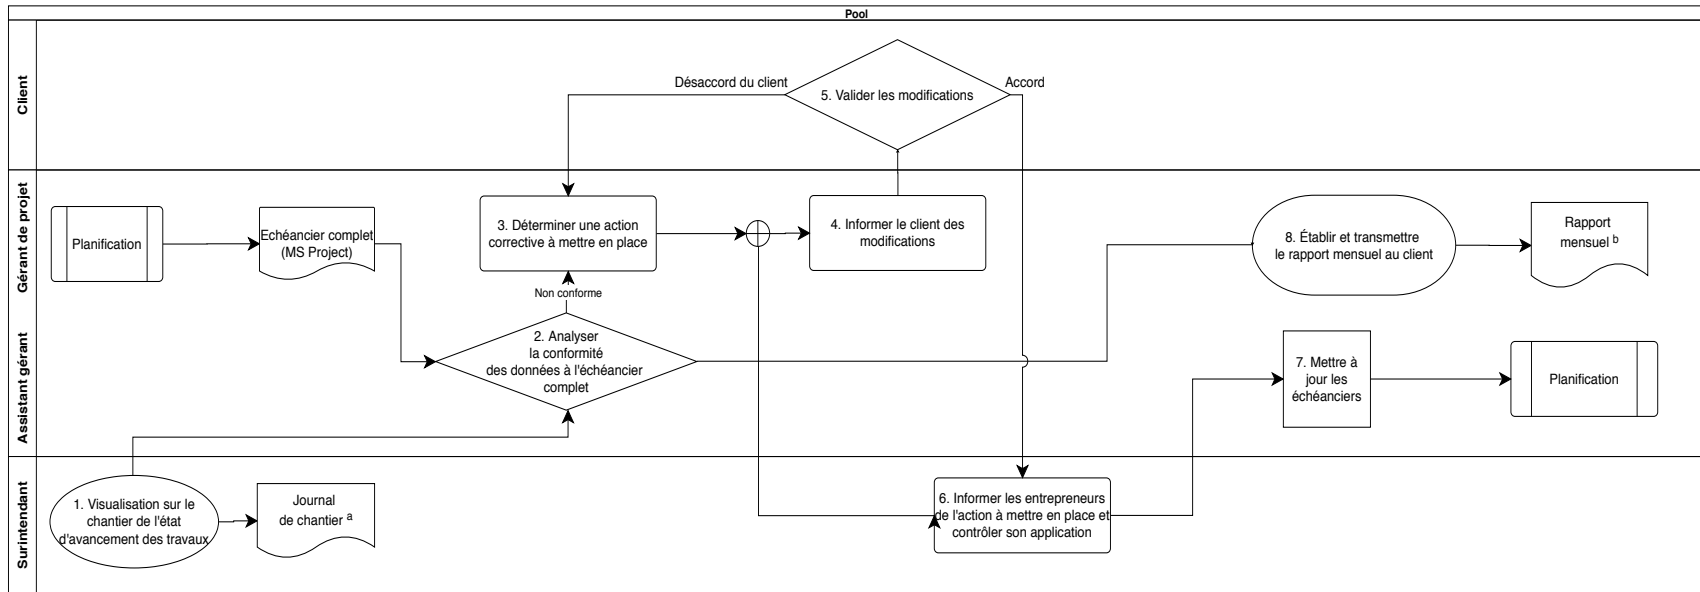 Pool
Client
Désaccord du client
Accord
5. Valider les modifications
Gérant de projet
Planification
Echéancier complet
(MS Project)
3. Déterminer une action
corrective à mettre en place
4. Informer le client des
modifications
8. Établir et transmettre
le rapport mensuel au client
Rapport
mensuel b
Non conforme
Assistant gérant
2. Analyser
la conformité
des données à l'échéancier
complet
7. Mettre à
jour les
échéanciers
Planification
Surintendant
1. Visualisation sur le
chantier de l'état
d'avancement des travaux
Journal
de chantier a
6. Informer les entrepreneurs
de l'action à mettre en place et
contrôler son application